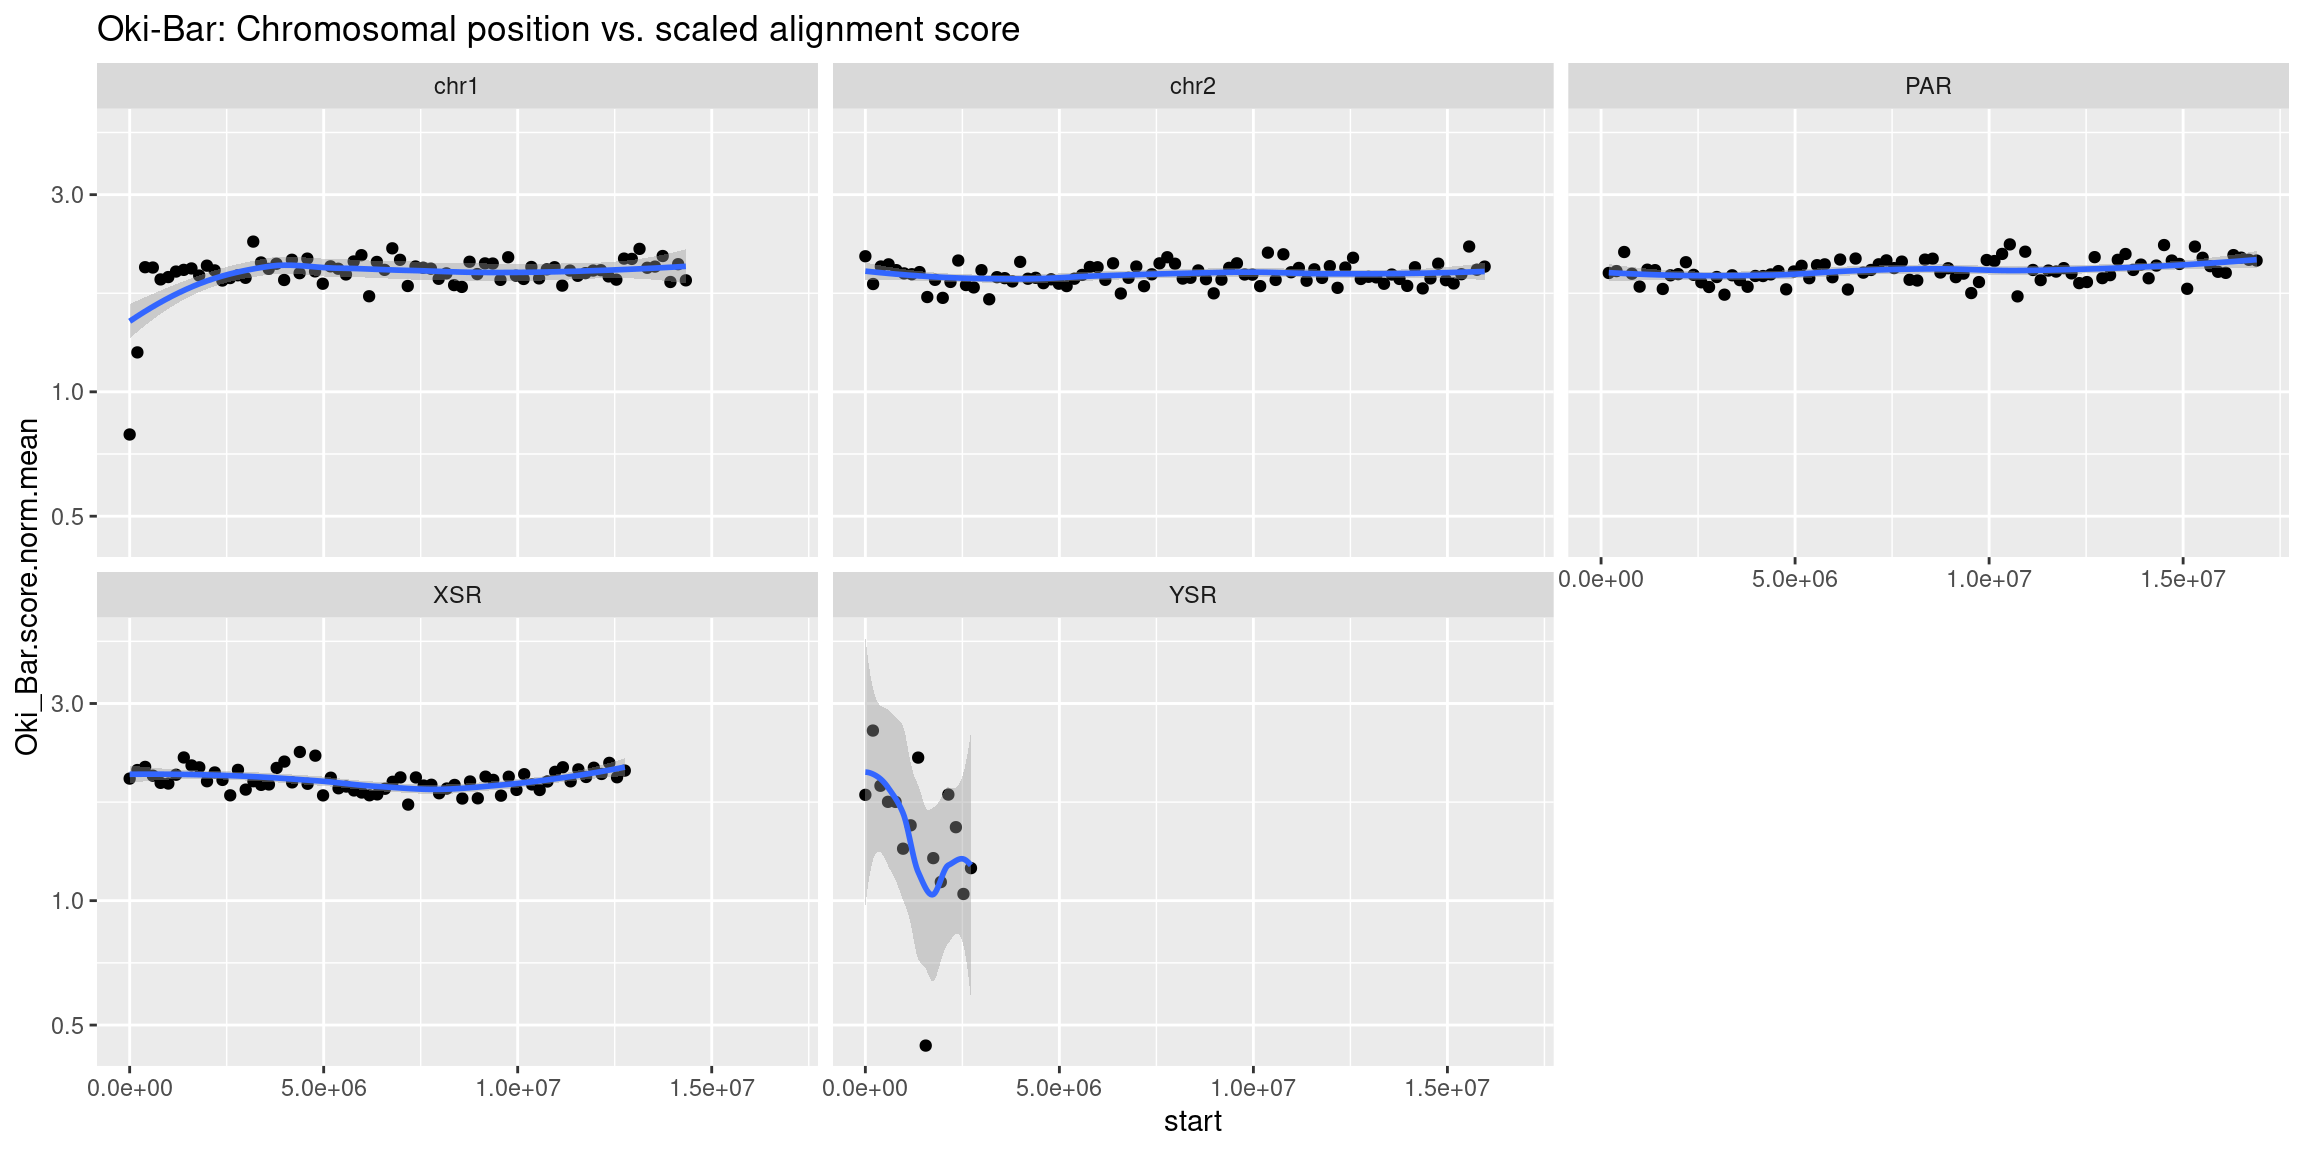 Oki-Bar: Chromosomal position vs. scaled alignment score
chr1
chr2
PAR
3.0
1.0
0.5
0.0e+00
5.0e+06
1.0e+07
1.5e+07
XSR
YSR
3.0
1.0
0.5
0.0e+00
5.0e+06
1.0e+07
1.5e+07
0.0e+00
5.0e+06
1.0e+07
1.5e+07
start
Oki_Bar.score.norm.mean